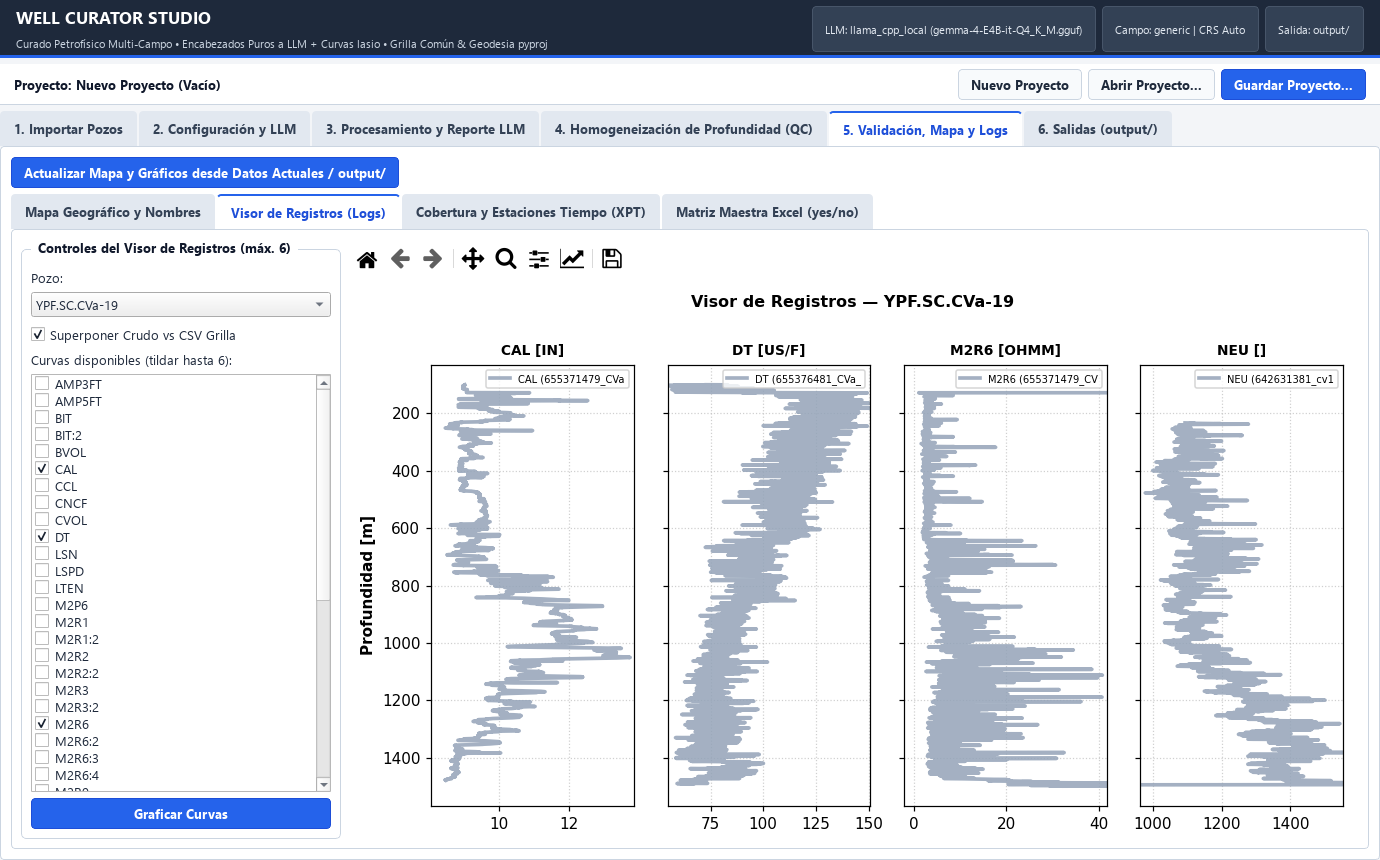 WELL CURATOR STUDIO
Curado Petrofísico Multi-Campo • Encabezados Puros a LLM + Curvas lasio • Grilla Común & Geodesia pyproj
LLM: llama_cpp_local (gemma-4-E4B-it-Q4_K_M.gguf)
Campo: generic | CRS Auto
Salida: output/
Proyecto: Nuevo Proyecto (Vacío)
Nuevo Proyecto
Abrir Proyecto...
Guardar Proyecto...
1. Importar Pozos
2. Configuración y LLM
3. Procesamiento y Reporte LLM
4. Homogeneización de Profundidad (QC)
5. Validación, Mapa y Logs
6. Salidas (output/)
Actualizar Mapa y Gráficos desde Datos Actuales / output/
Mapa Geográfico y Nombres
Visor de Registros (Logs)
Cobertura y Estaciones Tiempo (XPT)
Matriz Maestra Excel (yes/no)
Controles del Visor de Registros (máx. 6)
Pozo:
YPF.SC.CVa-19
Superponer Crudo vs CSV Grilla
Curvas disponibles (tildar hasta 6):
AMP3FT
AMP5FT
BIT
BIT:2
BVOL
CAL
CCL
CNCF
CVOL
DT
LSN
LSPD
LTEN
M2P6
M2R1
M2R1:2
M2R2
M2R2:2
M2R3
M2R3:2
M2R6
M2R6:2
M2R6:3
M2R6:4
Graficar Curvas
Visor de Registros — YPF.SC.CVa-19
CAL [IN]
DT [US/F]
M2R6 [OHMM]
NEU []
CAL (655371479_CVa
DT (655376481_CVa_
M2R6 (655371479_CV
NEU (642631381_cv1
Profundidad [m]
200
400
600
800
1000
1200
1400
10 12
75 100 125 150
0 20 40
1000 1200 1400